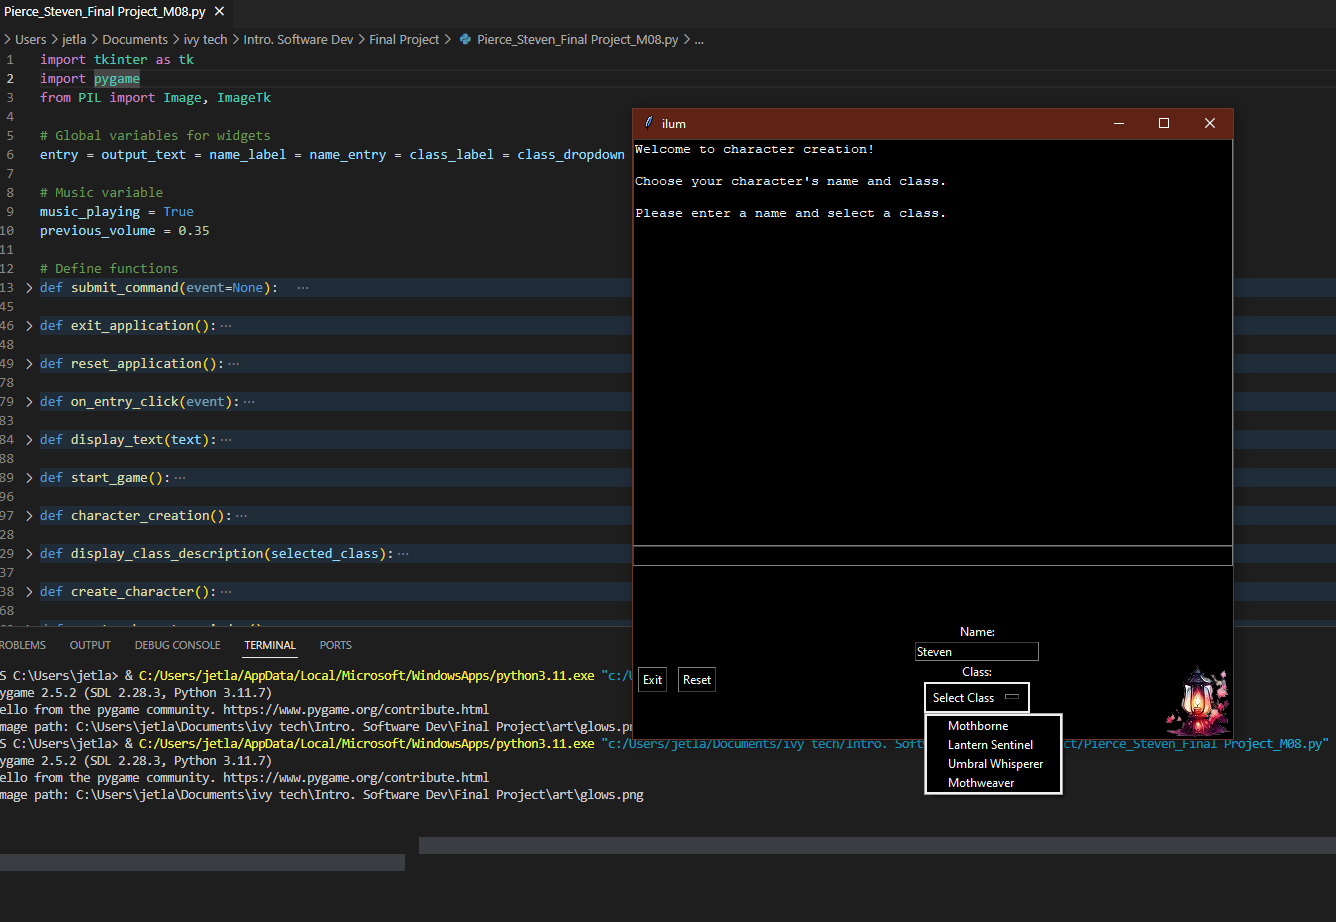 Pierce_Steven_Final Project_M08.py ×
> Users > jetla > Documents > ivy tech > Intro. Software Dev > Final Project > Pierce_Steven_Final Project_M08.py > ...
1 import tkinter as tk
2 import pygame
3 from PIL import Image, ImageTk
4
5 # Global variables for widgets
6 entry = output_text = name_label = name_entry = class_label = class_dropdown
7
8 # Music variable
9 music_playing = True
10 previous_volume = 0.35
11
12 # Define functions
13 > def submit_command(event=None): ...
45
46 > def exit_application():...
48
49 > def reset_application():...
78
79 > def on_entry_click(event):...
83
84 > def display_text(text):...
88
89 > def start_game():...
96
97 > def character_creation():...
28
29 > def display_class_description(selected_class):...
37
38 > def create_character():...
68
ilum
Welcome to character creation!
Choose your character's name and class.
Please enter a name and select a class.
Name:
Steven
Class:
Exit Reset
Select Class
Mothborne
Lantern Sentinel
Umbral Whisperer
Mothweaver
ROBLEMS OUTPUT DEBUG CONSOLE TERMINAL PORTS
S C:\Users\jetla> & C:/Users/jetla/AppData/Local/Microsoft/WindowsApps/python3.11.exe "c:/U
ygame 2.5.2 (SDL 2.28.3, Python 3.11.7)
ello from the pygame community. https://www.pygame.org/contribute.html
mage path: C:\Users\jetla\Documents\ivy tech\Intro. Software Dev\Final Project\art\glows.pn
S C:\Users\jetla> & C:/Users/jetla/AppData/Local/Microsoft/WindowsApps/python3.11.exe "c:/Users/jetla/Documents/ivy tech/Intro. Soft ct/Pierce_Steven_Final Project_M08.py"
ygame 2.5.2 (SDL 2.28.3, Python 3.11.7)
ello from the pygame community. https://www.pygame.org/contribute.html
mage path: C:\Users\jetla\Documents\ivy tech\Intro. Software Dev\Final Project\art\glows.png